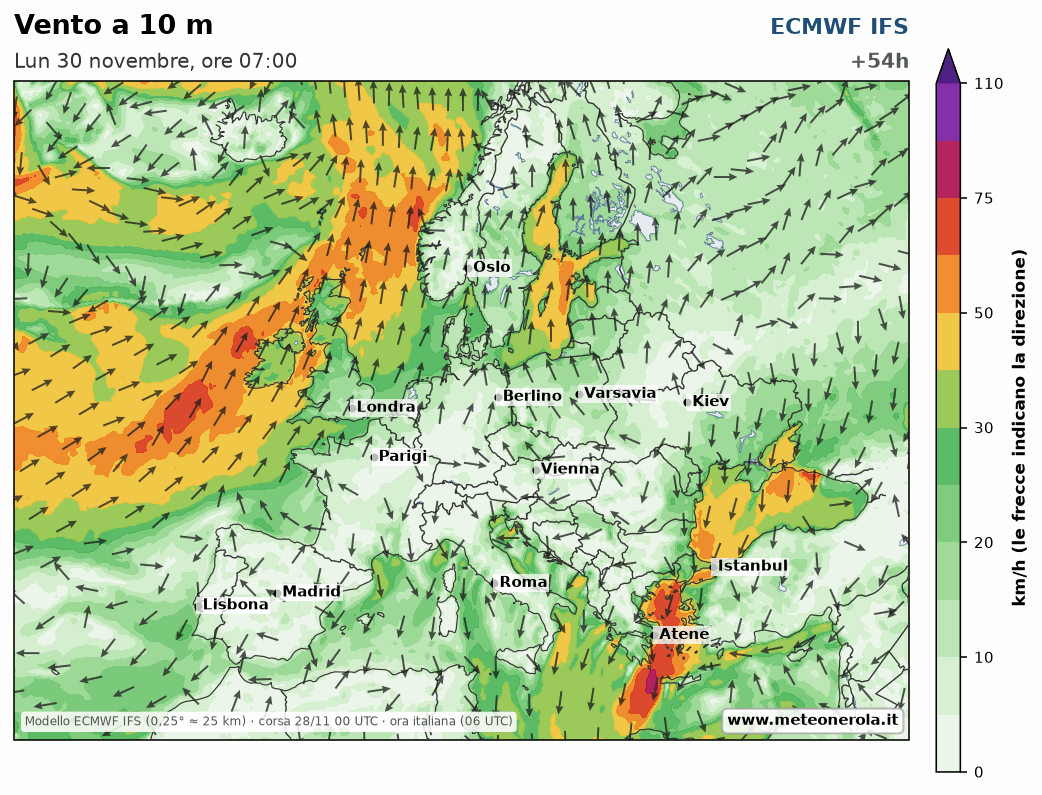 Vento a 10 m
ECMWF IFS
Lun 30 novembre, ore 07:00
+54h
110
75
50
30
20
10
0
km/h (le frecce indicano la direzione)
Oslo
Berlino
Varsavia
Kiev
Londra
Parigi
Vienna
Istanbul
Roma
Madrid
Lisbona
Atene
Modello ECMWF IFS (0,25° ≈ 25 km) · corsa 28/11 00 UTC · ora italiana (06 UTC)
www.meteonerola.it